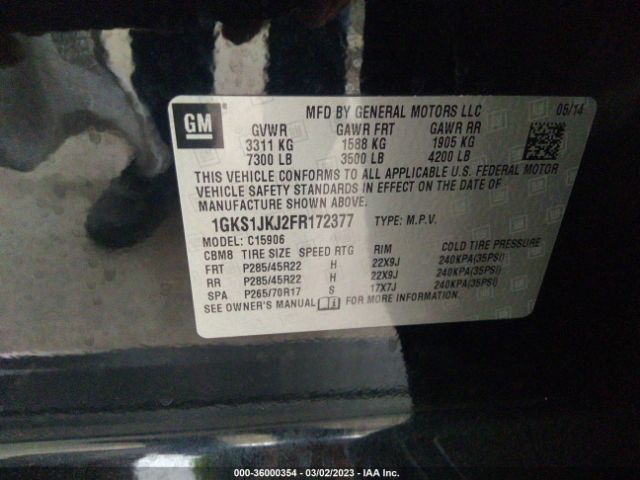 GM
MFD BY GENERAL MOTORS LLC 05/14
GVWR GAWR FRT GAWR RR
3311 KG 1588 KG 1905 KG
7300 LB 3500 LB 4200 LB
THIS VEHICLE CONFORMS TO ALL APPLICABLE U.S. FEDERAL MOTOR
VEHICLE SAFETY STANDARDS IN EFFECT ON THE DATE OF
MANUFACTURE SHOWN ABOVE.
1GKS1JKJ2FR172377 TYPE: M.P.V.
MODEL: C15906
CBM8 TIRE SIZE SPEED RTG RIM COLD TIRE PRESSURE
FRT P285/45R22 H 22X9J 240KPA(35PSI)
RR P285/45R22 H 22X9J 240KPA(35PSI)
SPA P265/70R17 S 17X7J 240KPA(35PSI)
SEE OWNER'S MANUAL FOR MORE INFORMATION
000-36000354 - 03/02/2023 - IAA Inc.